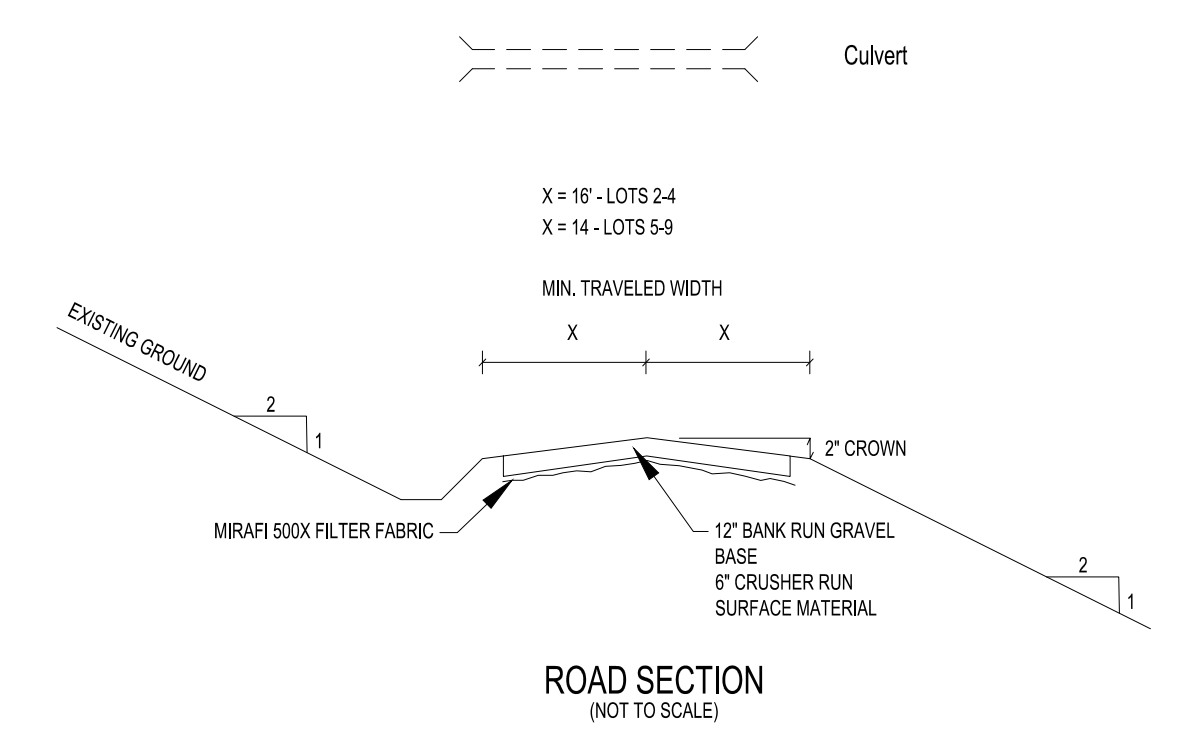 Culvert
X = 16' - LOTS 2-4
X = 14 - LOTS 5-9
MIN. TRAVELED WIDTH
X
X
EXISTING GROUND
2
1
2" CROWN
MIRAFI 500X FILTER FABRIC
12" BANK RUN GRAVEL
BASE
6" CRUSHER RUN
SURFACE MATERIAL
2
1
ROAD SECTION
(NOT TO SCALE)